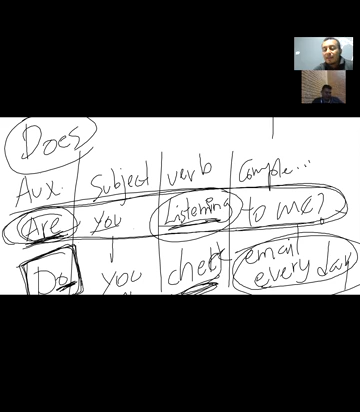 Does
Aux. Subject verb Comple...
Are you Listening to me?
Do you check email
every day